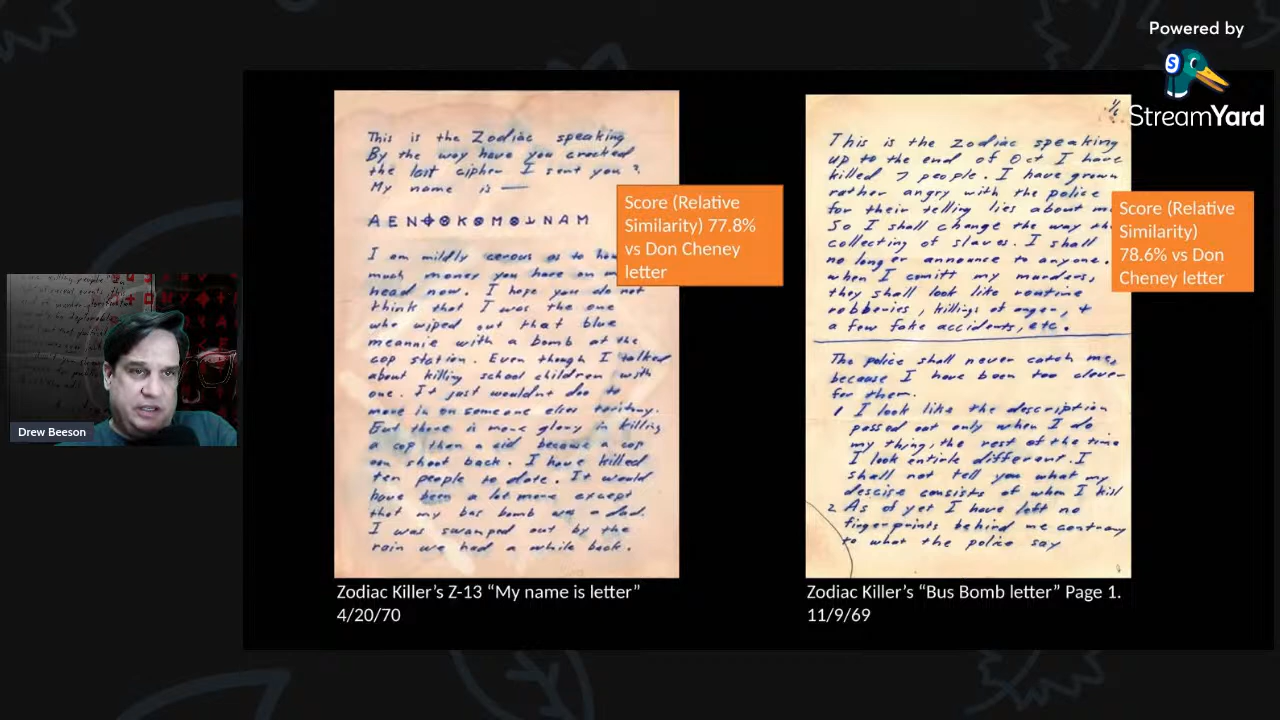 Powered by
StreamYard
This is the Zodiac speaking
By the way have you cracked
the last cipher I sent you?
My name is —
A E N ⌖ ⊗ K ⊗ M ⊗ ⅃ N A M
I am mildly cerous as to how
much money you have on m
head now. I hope you do not
think that I was the one
who wiped out that blue
meannie with a bomb at the
cop station. Even though I talked
about killing school children with
one. It just wouldnt doo to
move in on someone elses teritory.
But there is more glory in killing
a cop than a cid because a cop
can shoot back. I have killed
ten people to date. It would
have been a lot more except
that my bus bomb was a dud.
I was swamped out by the
rain we had a while back.
Score (Relative
Similarity) 77.8%
vs Don Cheney
letter
Zodiac Killer's Z-13 “My name is letter”
4/20/70
This is the Zodiac speaking
up to the end of Oct I have
killed 7 people. I have grown
rather angry with the police
for their telling lies about m
So I shall change the way th
collecting of slaves. I shall
no longer announce to anyone.
when I comitt my murders,
they shall look like routine
robberies, killings of anger, +
a few fake accidents, etc.
The police shall never catch me,
because I have been too clever
for them.
1 I look like the description
passed out only when I do
my thing, the rest of the time
I look entirle different. I
shall not tell you what my
descise consists of when I kill
2 As of yet I have left no
fingerprints behind me contrary
to what the police say
Score (Relative
Similarity)
78.6% vs Don
Cheney letter
Zodiac Killer's “Bus Bomb letter” Page 1.
11/9/69
Drew Beeson